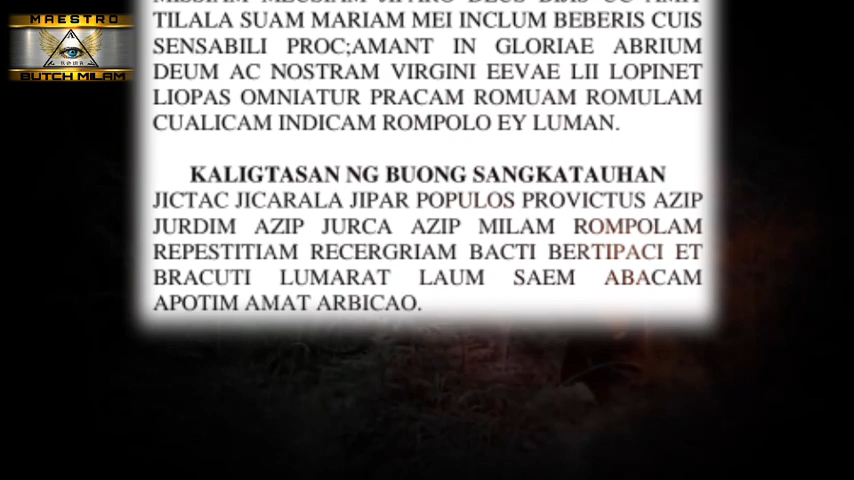 MAESTRO
ROMA
BUTCH MILAM
TILALA SUAM MARIAM MEI INCLUM BEBERIS CUIS
SENSABILI PROC;AMANT IN GLORIAE ABRIUM
DEUM AC NOSTRAM VIRGINI EEVAE LII LOPINET
LIOPAS OMNIATUR PRACAM ROMUAM ROMULAM
CUALICAM INDICAM ROMPOLO EY LUMAN.
KALIGTASAN NG BUONG SANGKATAUHAN
JICTAC JICARALA JIPAR POPULOS PROVICTUS AZIP
JURDIM AZIP JURCA AZIP MILAM ROMPOLAM
REPESTITIAM RECERGRIAM BACTI BERTIPACI ET
BRACUTI LUMARAT LAUM SAEM ABACAM
APOTIM AMAT ARBICAO.